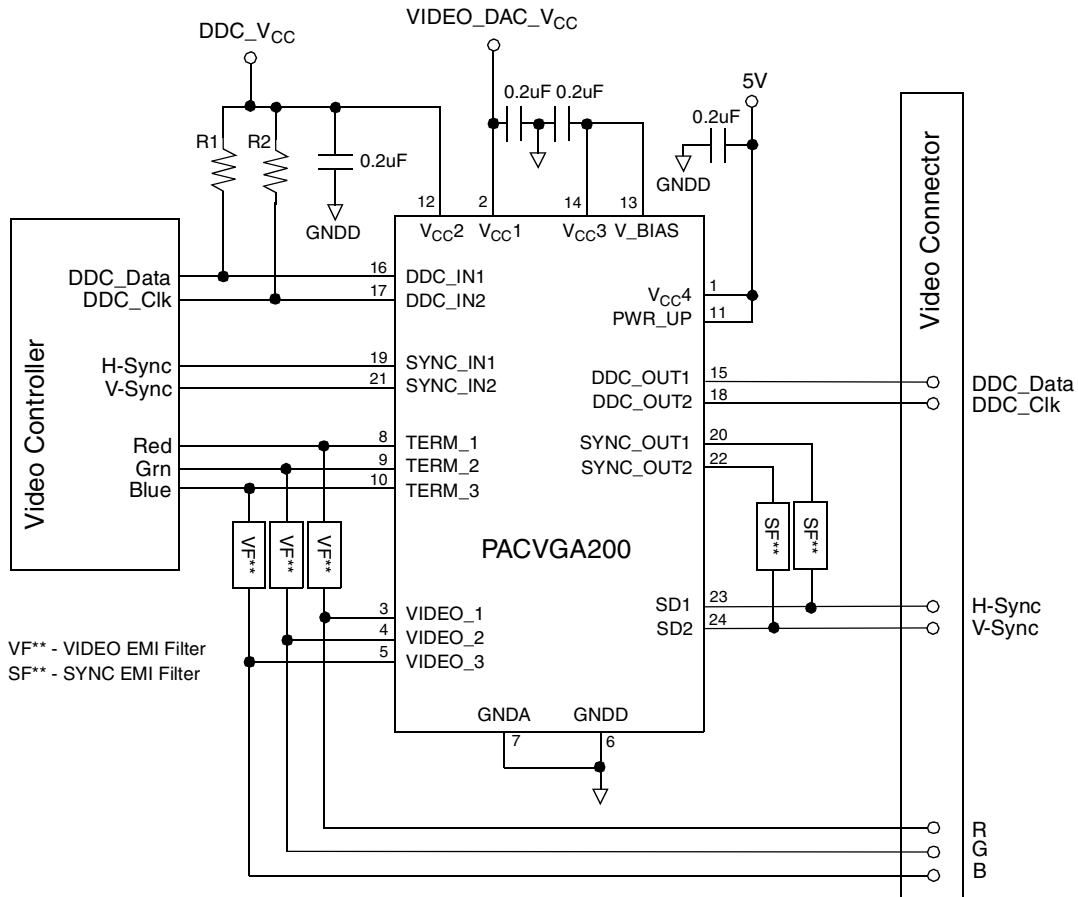 VIDEO_DAC_VCC
DDC_VCC
5V
0.2uF 0.2uF
0.2uF
R1
R2
0.2uF
GNDD
GNDD
12
2
14
13
VCC2
VCC1
VCC3
V_BIAS
Video Controller
Video Connector
DDC_Data
16
DDC_IN1
DDC_Clk
17
DDC_IN2
VCC4
1
PWR_UP
11
H-Sync
19
SYNC_IN1
V-Sync
21
SYNC_IN2
DDC_OUT1
15
DDC_Data
DDC_OUT2
18
DDC_Clk
Red
8
TERM_1
Grn
9
TERM_2
Blue
10
TERM_3
SYNC_OUT1
20
SYNC_OUT2
22
VF**
VF**
VF**
PACVGA200
SF**
SF**
3
VIDEO_1
4
VIDEO_2
5
VIDEO_3
SD1
23
H-Sync
SD2
24
V-Sync
VF** - VIDEO EMI Filter
SF** - SYNC EMI Filter
GNDA
GNDD
7
6
R
G
B